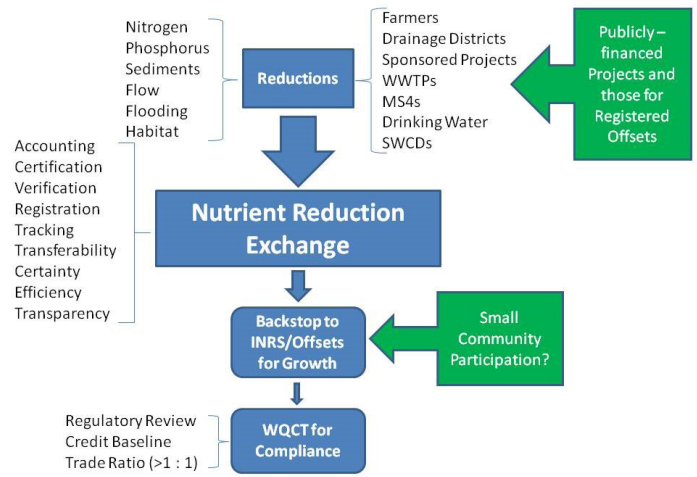 Nitrogen
Phosphorus
Sediments
Flow
Flooding
Habitat
Reductions
Farmers
Drainage Districts
Sponsored Projects
WWTPs
MS4s
Drinking Water
SWCDs
Publicly –
financed
Projects and
those for
Registered
Offsets
Accounting
Certification
Verification
Registration
Tracking
Transferability
Certainty
Efficiency
Transparency
Nutrient Reduction
Exchange
Backstop to
INRS/Offsets
for Growth
Small
Community
Participation?
Regulatory Review
Credit Baseline
Trade Ratio (>1 : 1)
WQCT for
Compliance